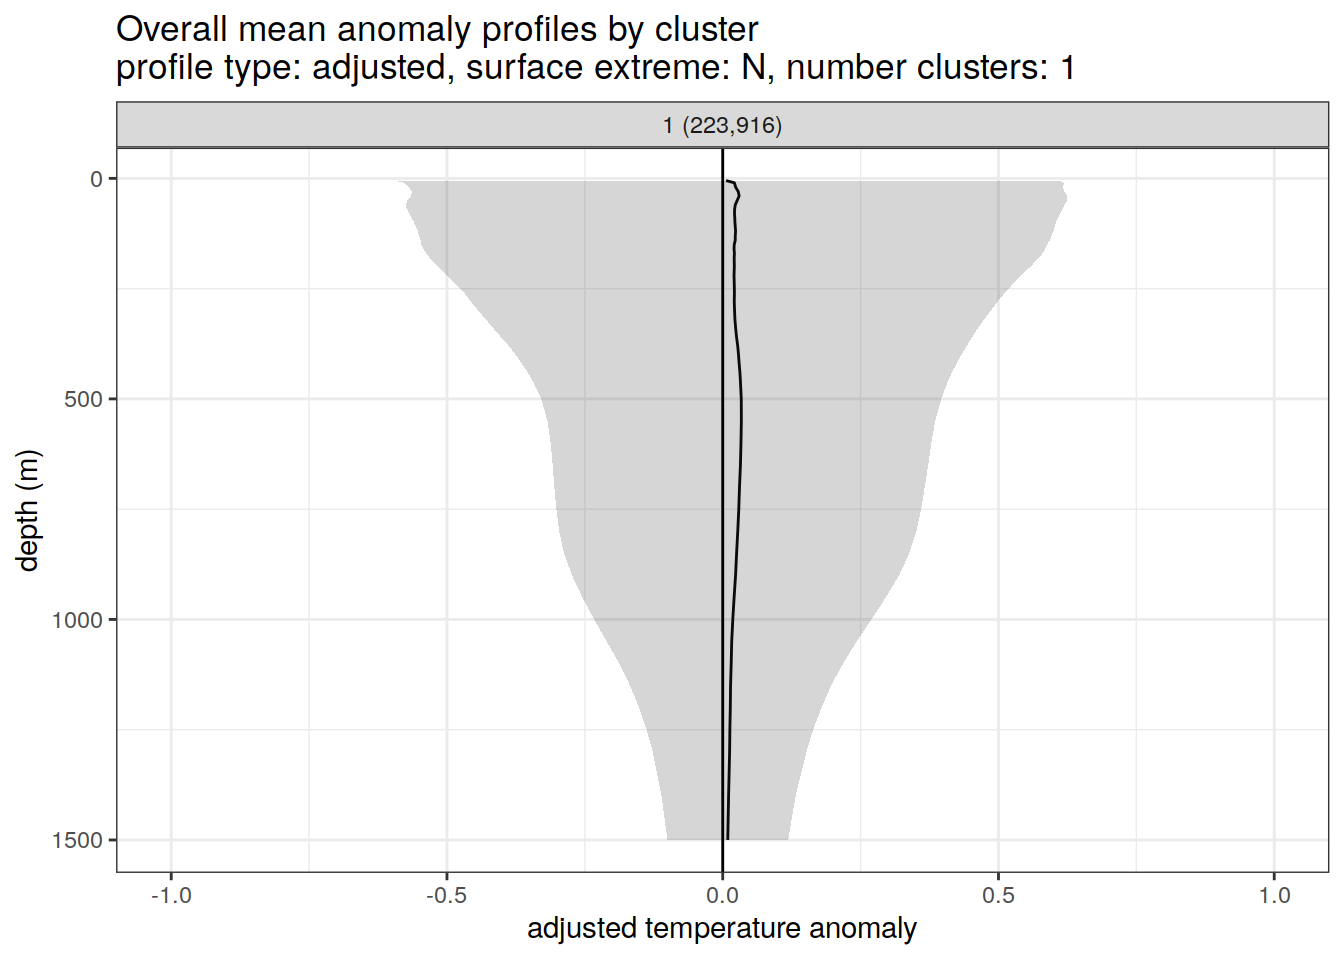 Overall mean anomaly profiles by cluster
profile type: adjusted, surface extreme: N, number clusters: 1
1 (223,916)
0
500
1000
1500
depth (m)
-1.0
-0.5
0.0
0.5
1.0
adjusted temperature anomaly